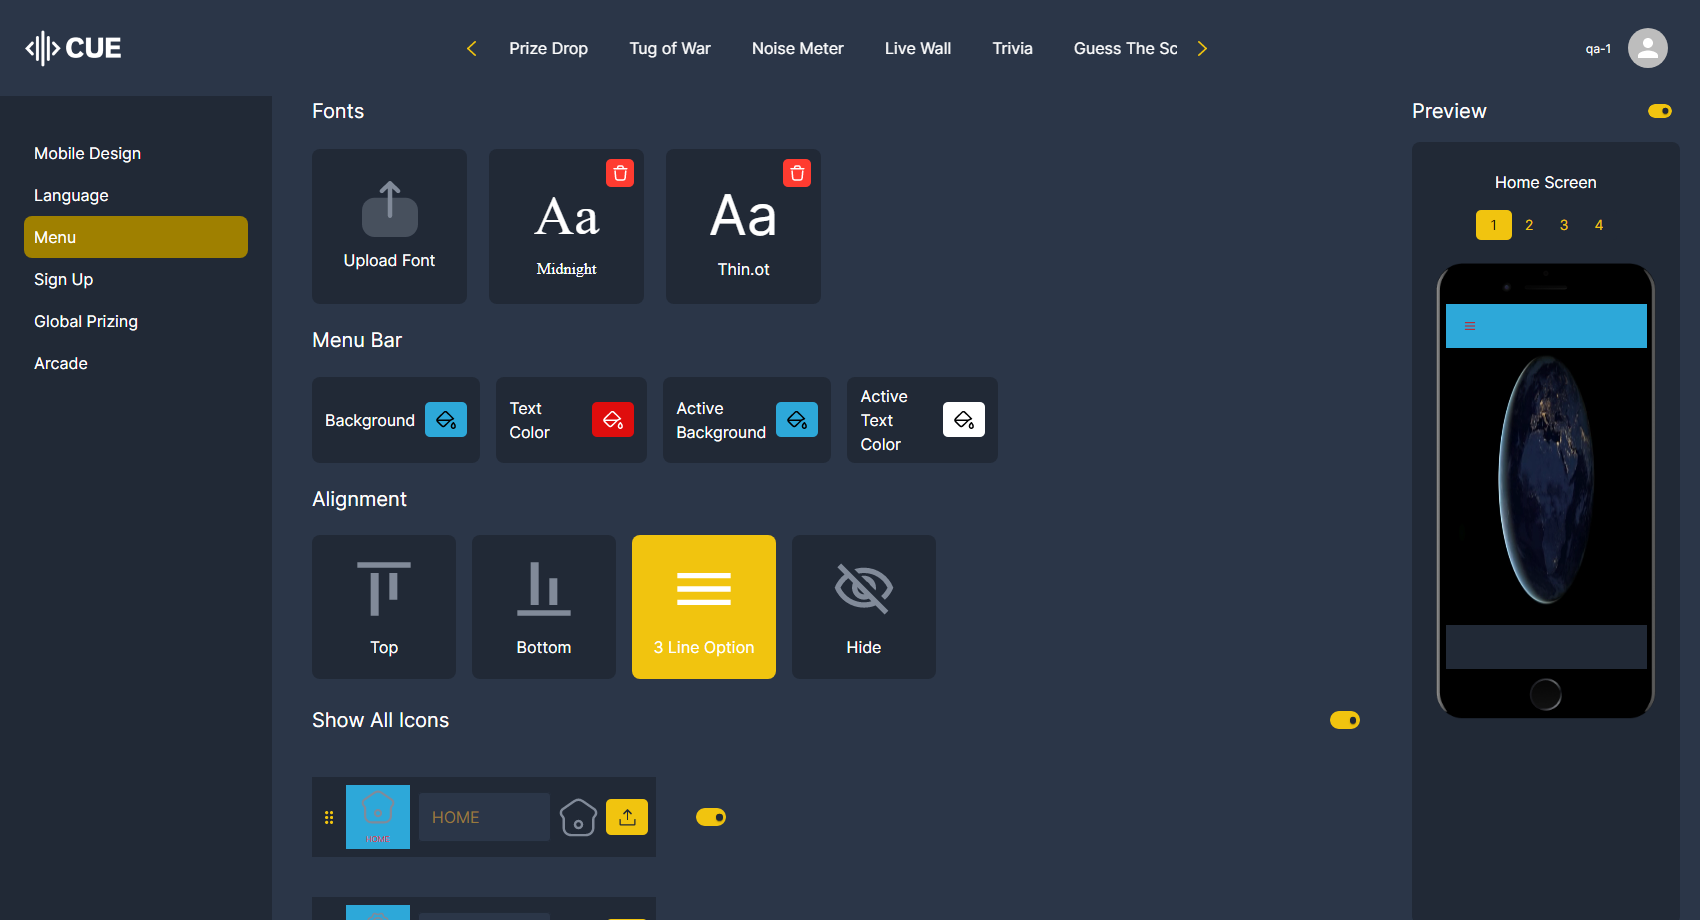 CUE
Prize Drop
Tug of War
Noise Meter
Live Wall
Trivia
Guess The Sc
qa-1
Mobile Design
Language
Menu
Sign Up
Global Prizing
Arcade
Fonts
Upload Font
Aa
Midnight
Aa
Thin.ot
Menu Bar
Background
Text
Color
Active
Background
Active
Text
Color
Alignment
Top
Bottom
3 Line Option
Hide
Show All Icons
HOME
HOME
Preview
Home Screen
1 2 3 4